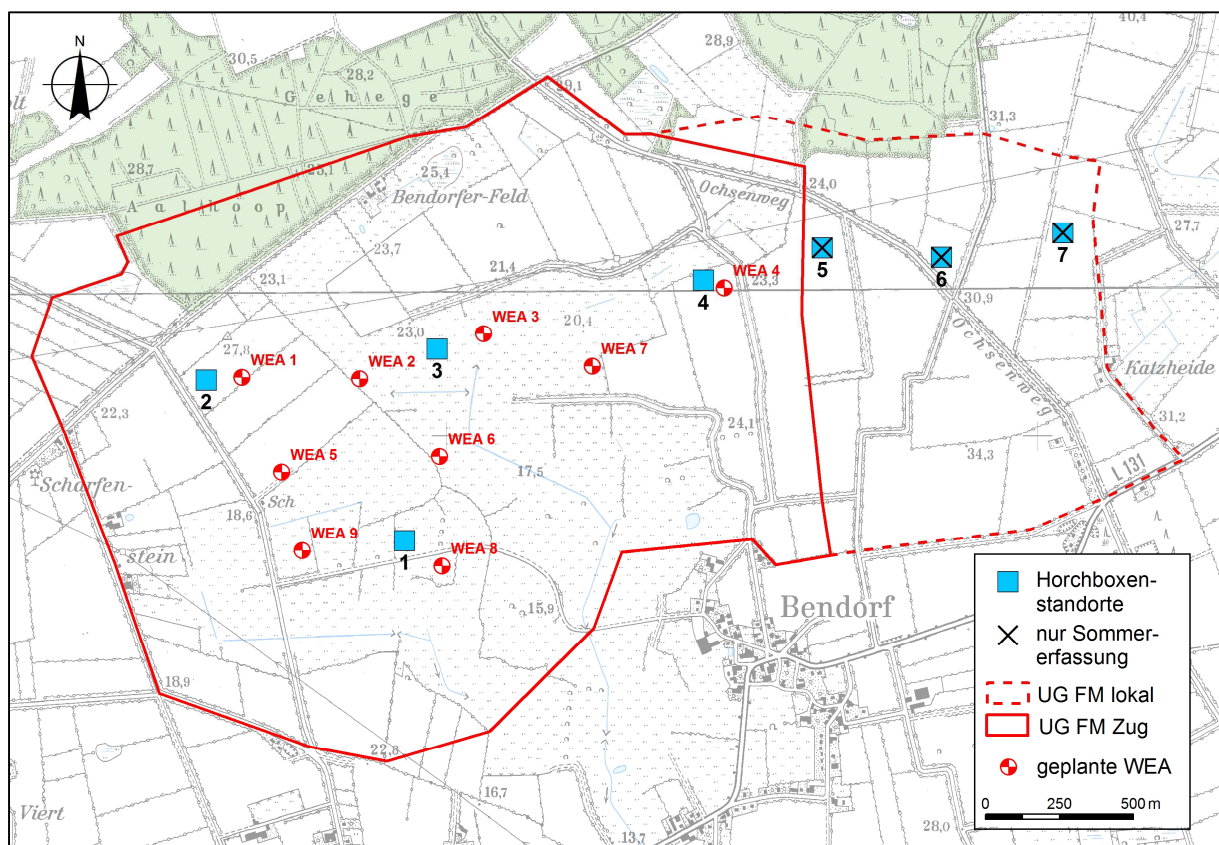 N
30,5
28,2
Gehege
28,7
25,1
Aalhoop
25,4
Bendorfer-Feld
23,7
23,1
21,4
29,1
28,9
40,4
31,3
Ochsenweg
24,0
27,7
5
6
7
4
WEA 4
23,3
30,9
Ochsenweg
Katzheide
31,2
L 131
34,3
24,1
WEA 3
23,0
20,4
WEA 7
3
27,8
WEA 1
WEA 2
2
22,3
WEA 6
WEA 5
17,5
Scharfen-
stein
Sch
18,6
WEA 9
1
WEA 8
15,9
18,9
22,8
16,7
Viert
13,7
28,0
Bendorf
Horchboxen-
standorte
nur Sommer-
erfassung
UG FM lokal
UG FM Zug
geplante WEA
0 250 500 m